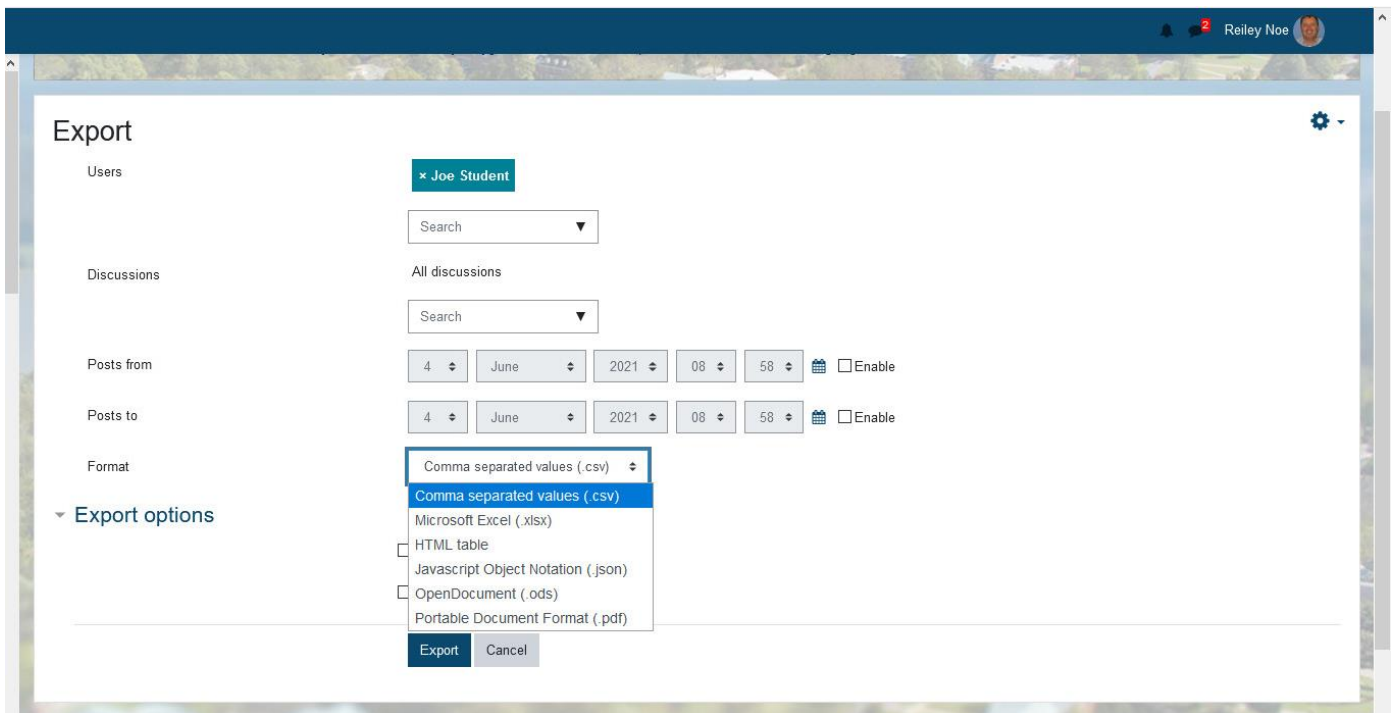 2 Reiley Noe
Export
Users
× Joe Student
Search
Discussions
All discussions
Search
Posts from
4 June 2021 08 58 Enable
Posts to
4 June 2021 08 58 Enable
Format
Comma separated values (.csv)
Comma separated values (.csv)
Export options
Microsoft Excel (.xlsx)
HTML table
Javascript Object Notation (.json)
OpenDocument (.ods)
Portable Document Format (.pdf)
Export Cancel